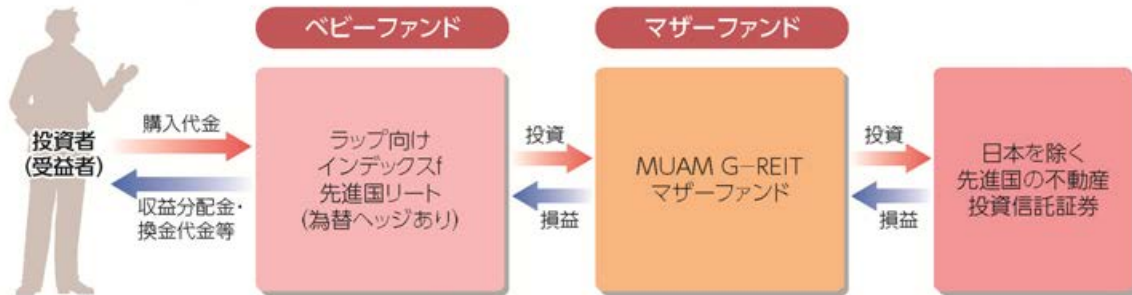 ベビーファンド
マザーファンド
投資者
(受益者)
購入代金
収益分配金・
換金代金等
ラップ向け
インデックスf
先進国リート
(為替ヘッジあり)
投資
損益
MUAM G-REIT
マザーファンド
投資
損益
日本を除く
先進国の不動産
投資信託証券